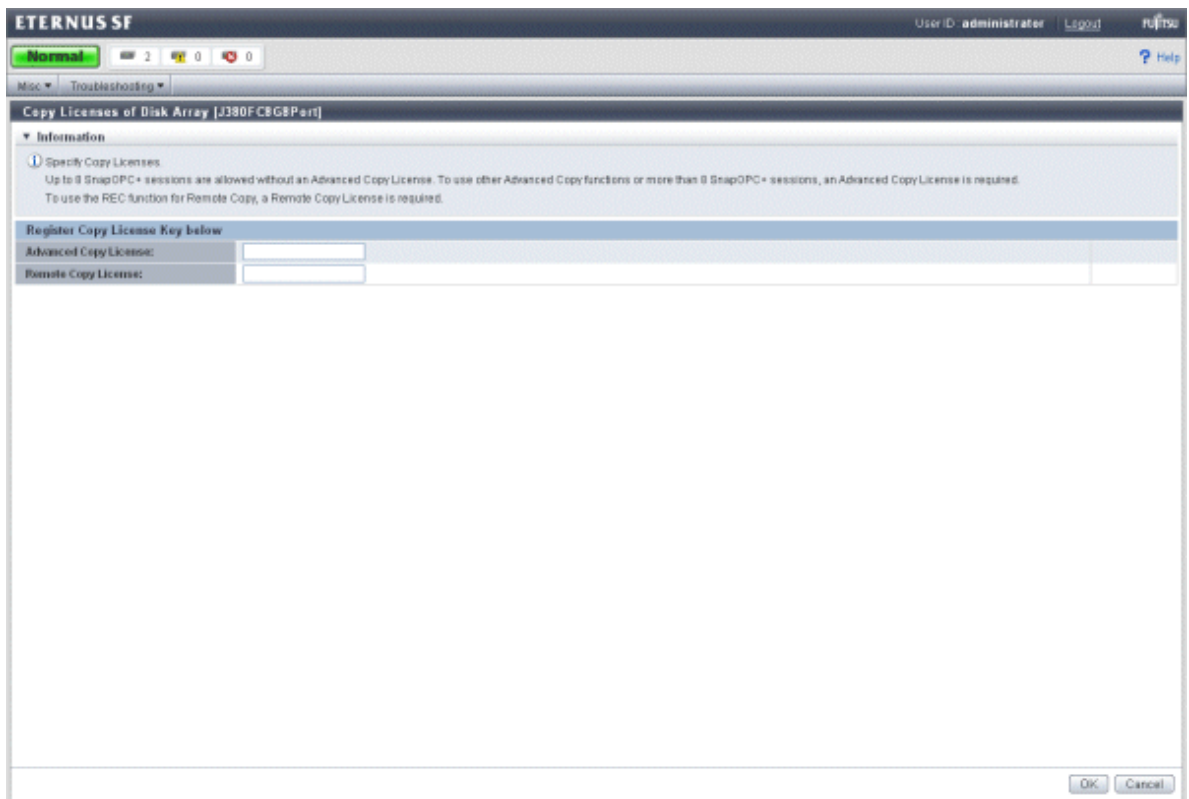 ETERNUS SF
User ID: administrater Logout FUJITSU
Normal 2 0 0 Help
Misc Troubleshooting
Copy Licenses of Disk Array [J380FC8GBPort]
Information
Specify Copy Licenses.
Up to 8 SnapOPC+ sessions are allowed without an Advanced Copy License. To use other Advanced Copy functions or more than 8 SnapOPC+ sessions, an Advanced Copy License is required.
To use the REC function for Remote Copy, a Remote Copy License is required.
Register Copy License Key below
Advanced Copy License:
Remote Copy License:
OK Cancel